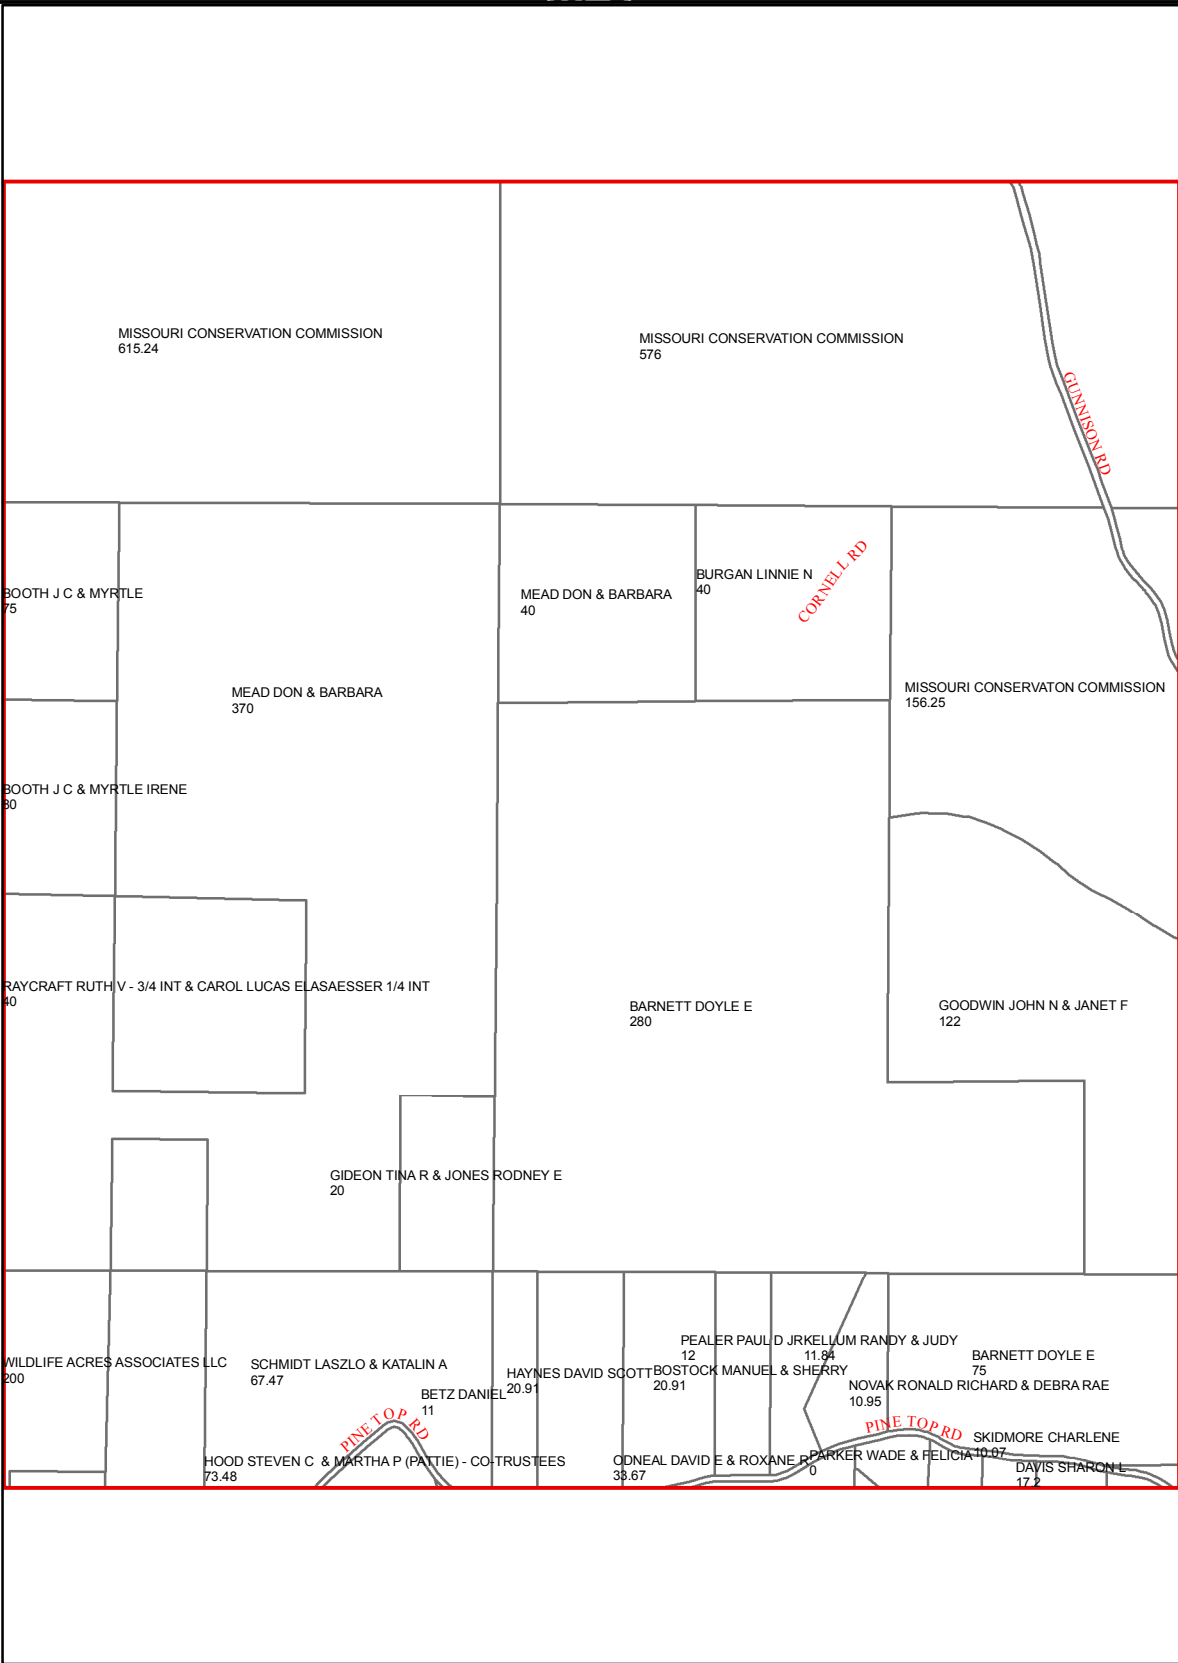 MISSOURI CONSERVATION COMMISSION
615.24
MISSOURI CONSERVATION COMMISSION
576
GUNNISON RD
BOOTH J C & MYRTLE
75
MEAD DON & BARBARA
40
BURGAN LINNIE N
40
CORNELL RD
MEAD DON & BARBARA
370
MISSOURI CONSERVATON COMMISSION
156.25
BOOTH J C & MYRTLE IRENE
80
RAYCRAFT RUTH V - 3/4 INT & CAROL LUCAS ELASAESSER 1/4 INT
40
BARNETT DOYLE E
280
GOODWIN JOHN N & JANET F
122
GIDEON TINA R & JONES RODNEY E
20
WILDLIFE ACRES ASSOCIATES LLC
200
SCHMIDT LASZLO & KATALIN A
67.47
BETZ DANIEL
11
HAYNES DAVID SCOTT
20.91
PEALER PAUL D JR
12
KELLUM RANDY & JUDY
11.84
BOSTOCK MANUEL & SHERRY
20.91
BARNETT DOYLE E
75
NOVAK RONALD RICHARD & DEBRA RAE
10.95
PINE TOP RD
PINE TOP RD
HOOD STEVEN C & MARTHA P (PATTIE) - CO-TRUSTEES
73.48
ODNEAL DAVID E & ROXANE R
33.67
PARKER WADE & FELICIA
0
SKIDMORE CHARLENE
10.07
DAVIS SHARON L
17.2